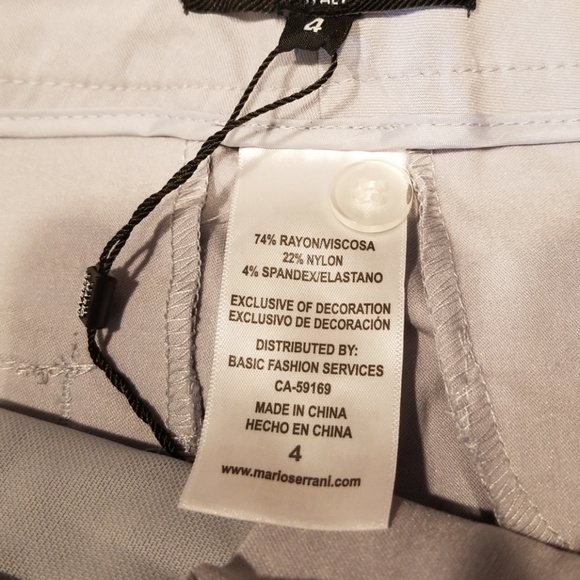 ITALY
4
74% RAYON/VISCOSA
22% NYLON
4% SPANDEX/ELASTANO
EXCLUSIVE OF DECORATION
EXCLUSIVO DE DECORACIÓN
DISTRIBUTED BY:
BASIC FASHION SERVICES
CA-59169
MADE IN CHINA
HECHO EN CHINA
4
www.marioserrani.com